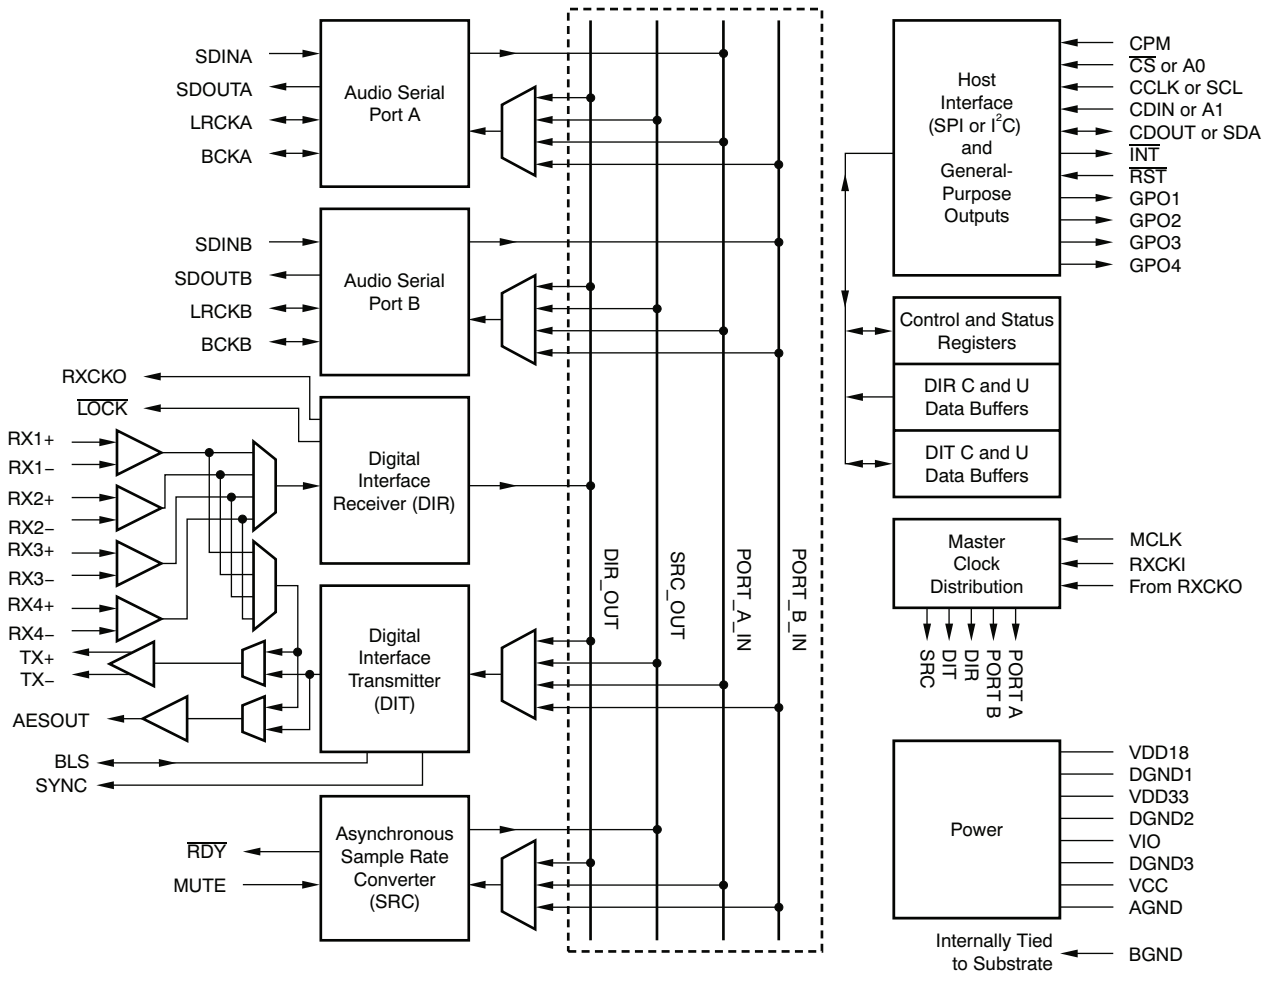 SDINA
SDOUTA
LRCKA
BCKA
Audio Serial
Port A
SDINB
SDOUTB
LRCKB
BCKB
Audio Serial
Port B
RXCKO
LOCK
RX1+
RX1−
RX2+
RX2−
RX3+
RX3−
RX4+
RX4−
TX+
TX−
AESOUT
BLS
SYNC
Digital
Interface
Receiver (DIR)
Digital
Interface
Transmitter
(DIT)
RDY
MUTE
Asynchronous
Sample Rate
Converter
(SRC)
DIR_OUT
SRC_OUT
PORT_A_IN
PORT_B_IN
Host
Interface
(SPI or I²C)
and
General-
Purpose
Outputs
CPM
CS or A0
CCLK or SCL
CDIN or A1
CDOUT or SDA
INT
RST
GPO1
GPO2
GPO3
GPO4
Control and Status
Registers
DIR C and U
Data Buffers
DIT C and U
Data Buffers
Master
Clock
Distribution
MCLK
RXCKI
From RXCKO
SRC
DIT
DIR
PORT B
PORT A
Power
VDD18
DGND1
VDD33
DGND2
VIO
DGND3
VCC
AGND
Internally Tied
to Substrate
BGND